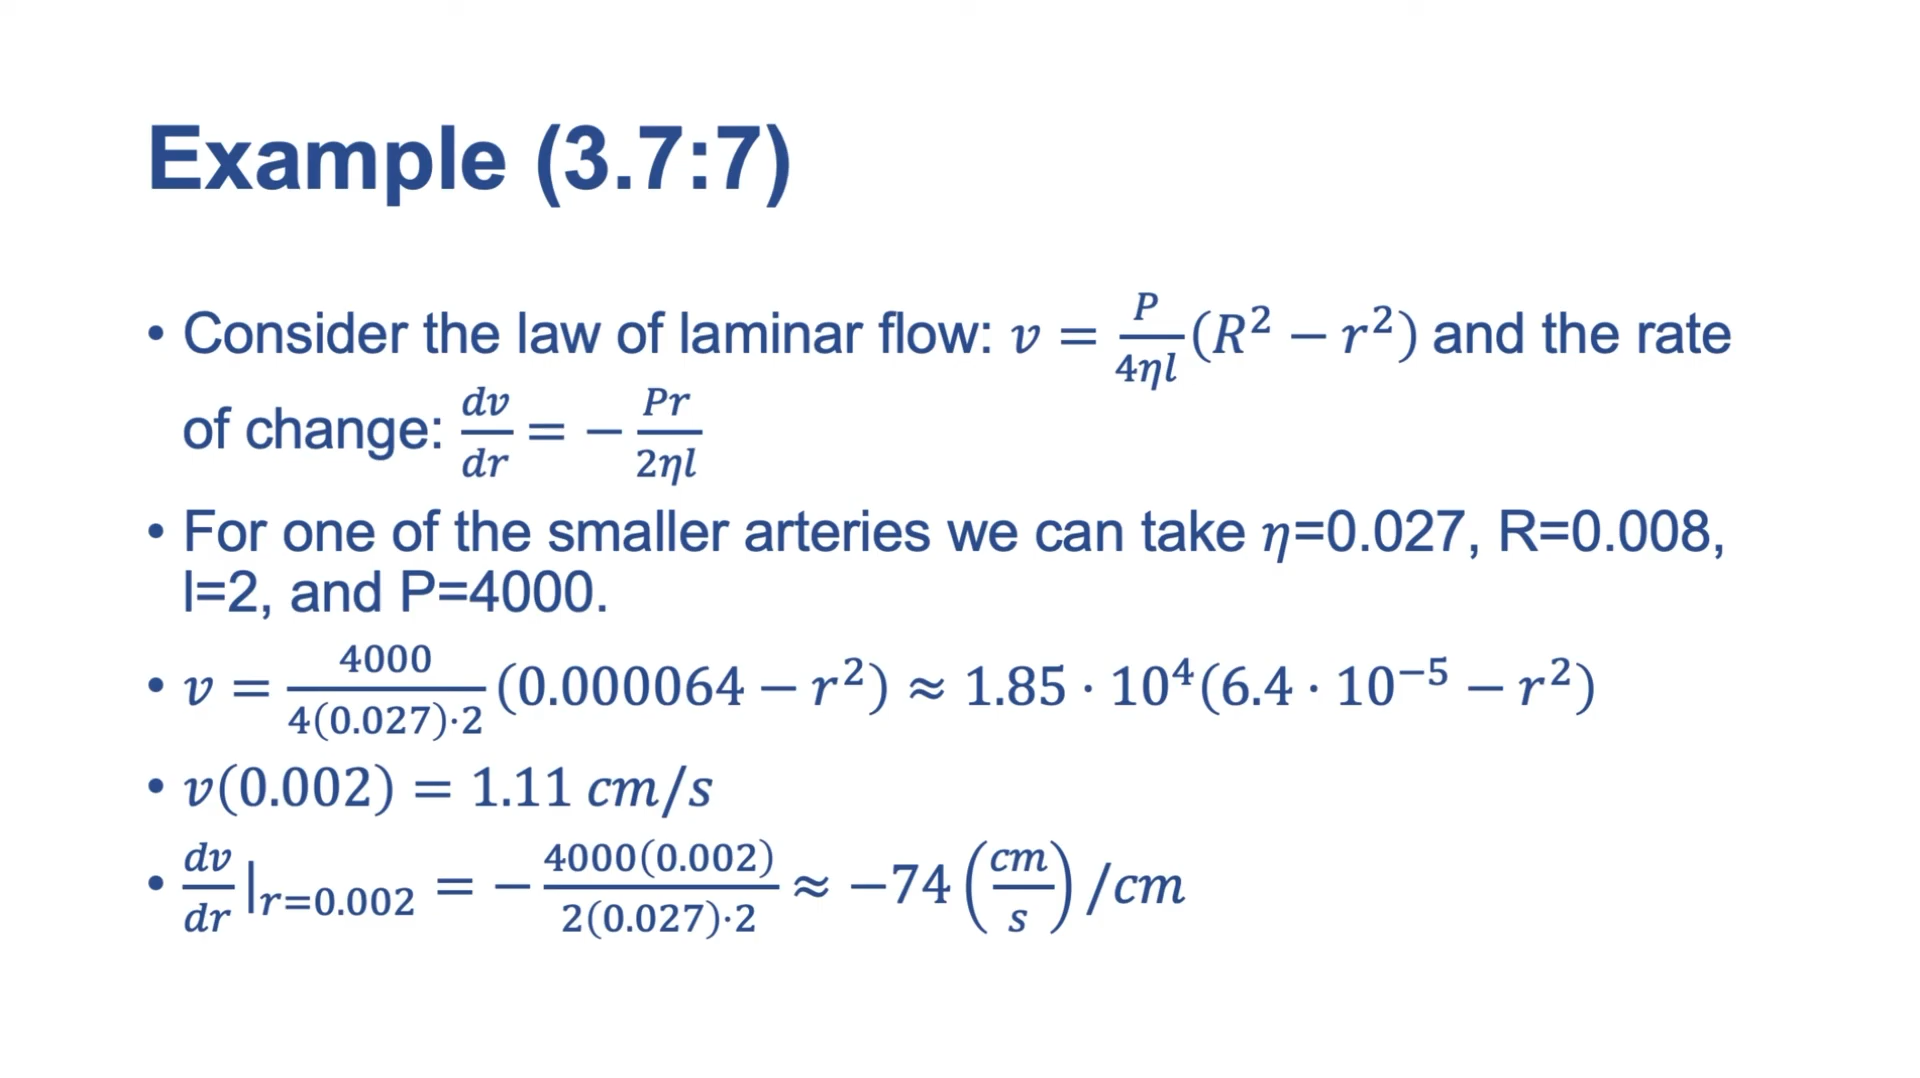 Example (3.7:7)
• Consider the law of laminar flow: 𝑣 = P/4ηl (R² − r²) and the rate
of change: dv/dr = − Pr/2ηl
• For one of the smaller arteries we can take η=0.027, R=0.008,
l=2, and P=4000.
• v = 4000/4(0.027)·2 (0.000064 − r²) ≈ 1.85 · 10⁴(6.4 · 10⁻⁵ − r²)
• v(0.002) = 1.11 cm/s
• dv/dr |r=0.002 = − 4000(0.002)/2(0.027)·2 ≈ −74 (cm/s) /cm